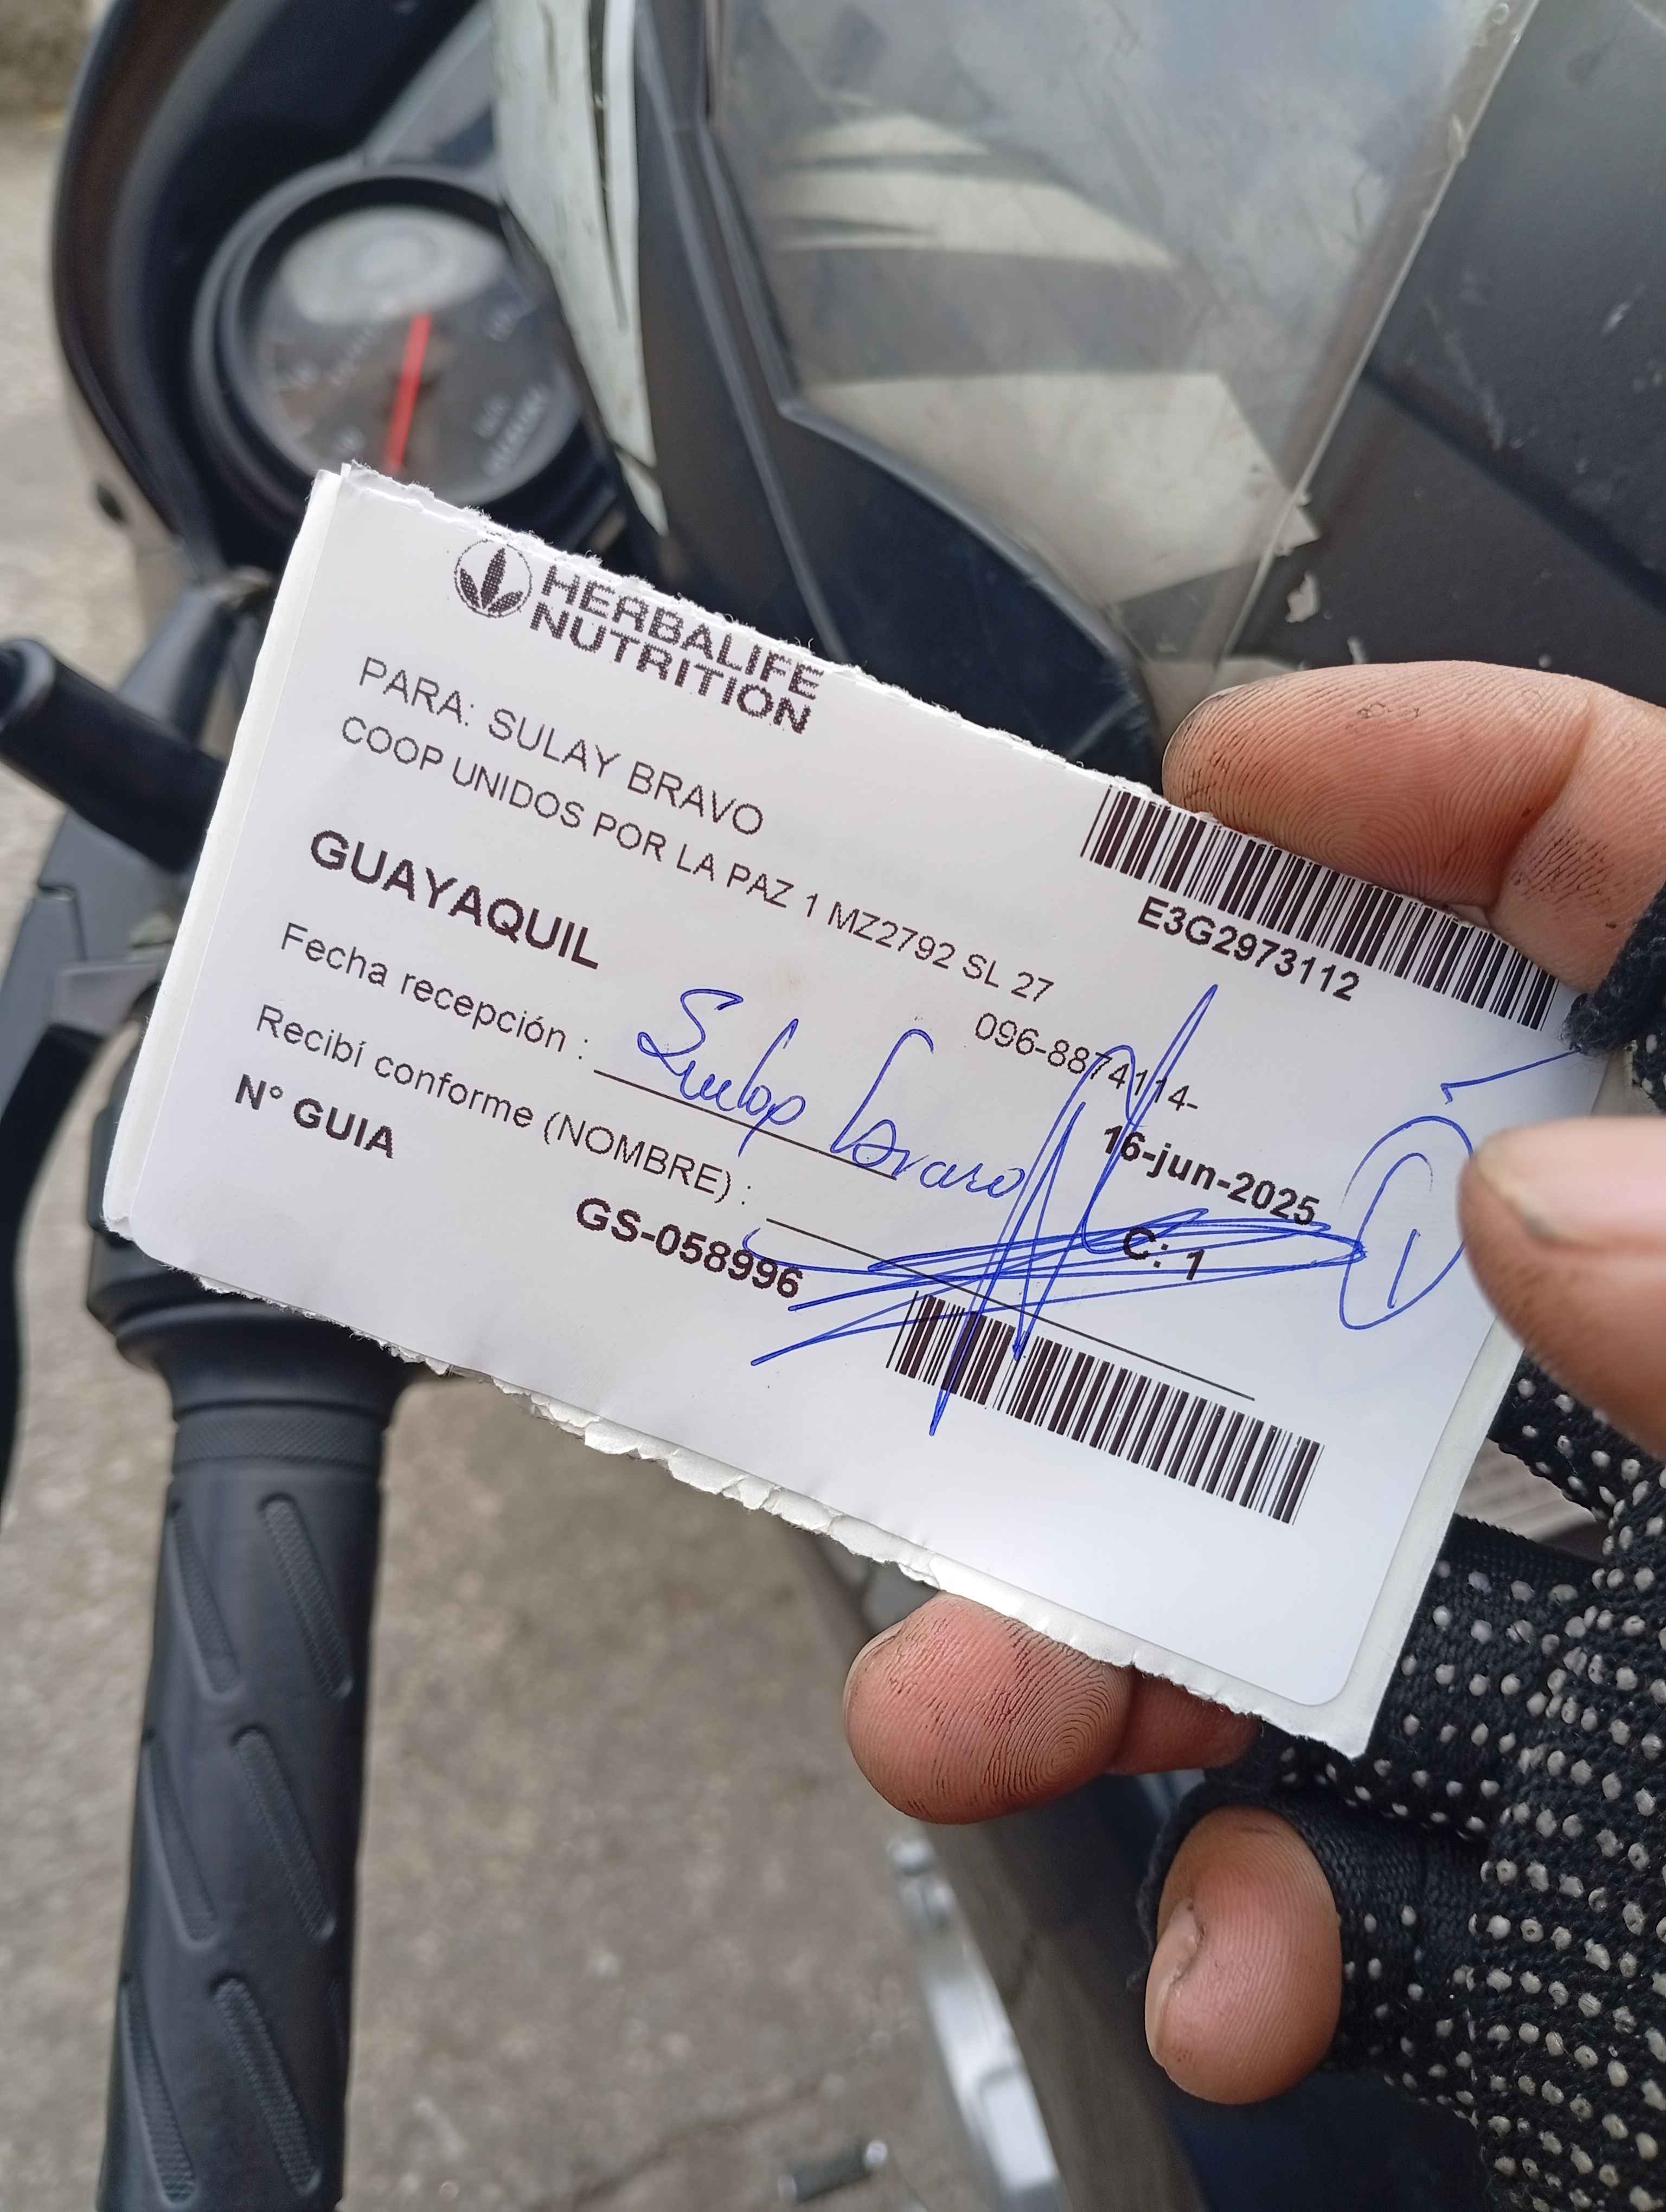 HERBALIFE
NUTRITION
PARA: SULAY BRAVO
COOP UNIDOS POR LA PAZ 1 MZ2792 SL 27
E3G2973112
GUAYAQUIL
096-8874114-
Fecha recepción :
16-jun-2025
Recibí conforme (NOMBRE) :
C: 1
1
N° GUIA
GS-058996